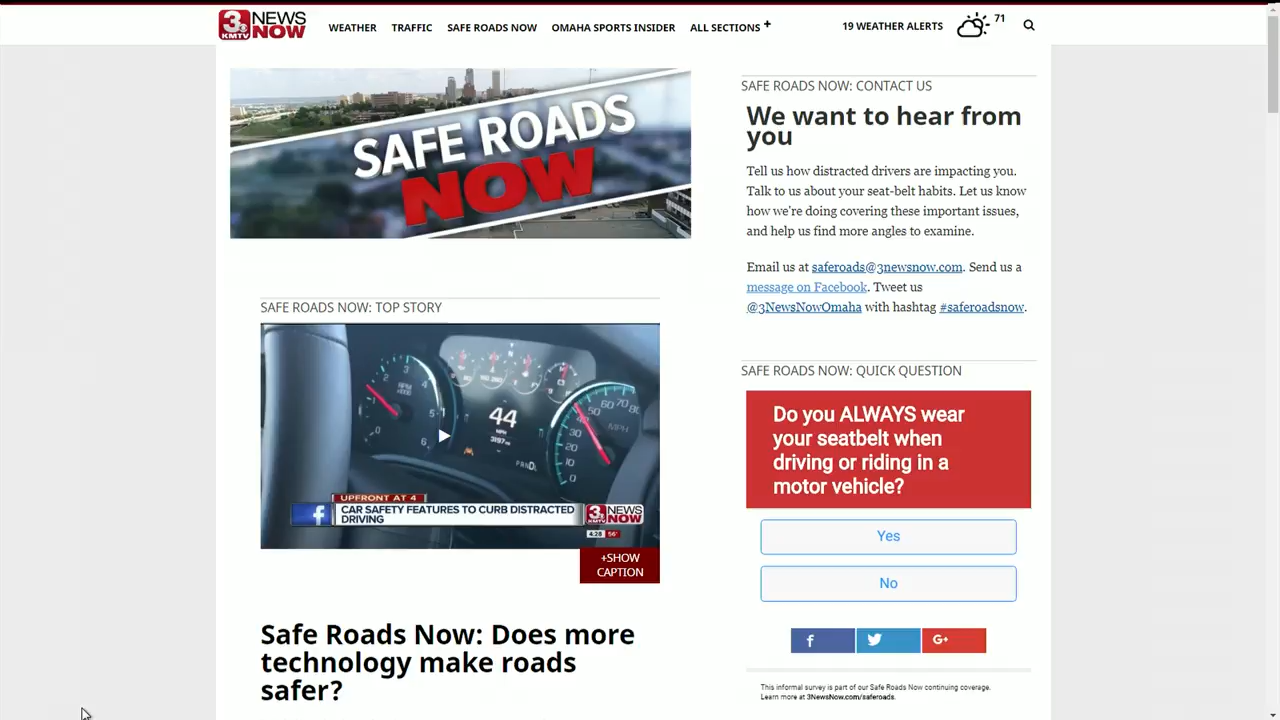 3 NEWS NOW
KMTV
WEATHER
TRAFFIC
SAFE ROADS NOW
OMAHA SPORTS INSIDER
ALL SECTIONS +
19 WEATHER ALERTS
71
SAFE ROADS
NOW
SAFE ROADS NOW: TOP STORY
44
MPH
UPFRONT AT 4
CAR SAFETY FEATURES TO CURB DISTRACTED
DRIVING
3 NEWS NOW
KMTV
4:28 56°
+SHOW
CAPTION
Safe Roads Now: Does more
technology make roads
safer?
SAFE ROADS NOW: CONTACT US
We want to hear from
you
Tell us how distracted drivers are impacting you.
Talk to us about your seat-belt habits. Let us know
how we're doing covering these important issues,
and help us find more angles to examine.
Email us at saferoads@3newsnow.com. Send us a
message on Facebook. Tweet us
@3NewsNowOmaha with hashtag #saferoadsnow.
SAFE ROADS NOW: QUICK QUESTION
Do you ALWAYS wear
your seatbelt when
driving or riding in a
motor vehicle?
Yes
No
This informal survey is part of our Safe Roads Now continuing coverage.
Learn more at 3NewsNow.com/saferoads.